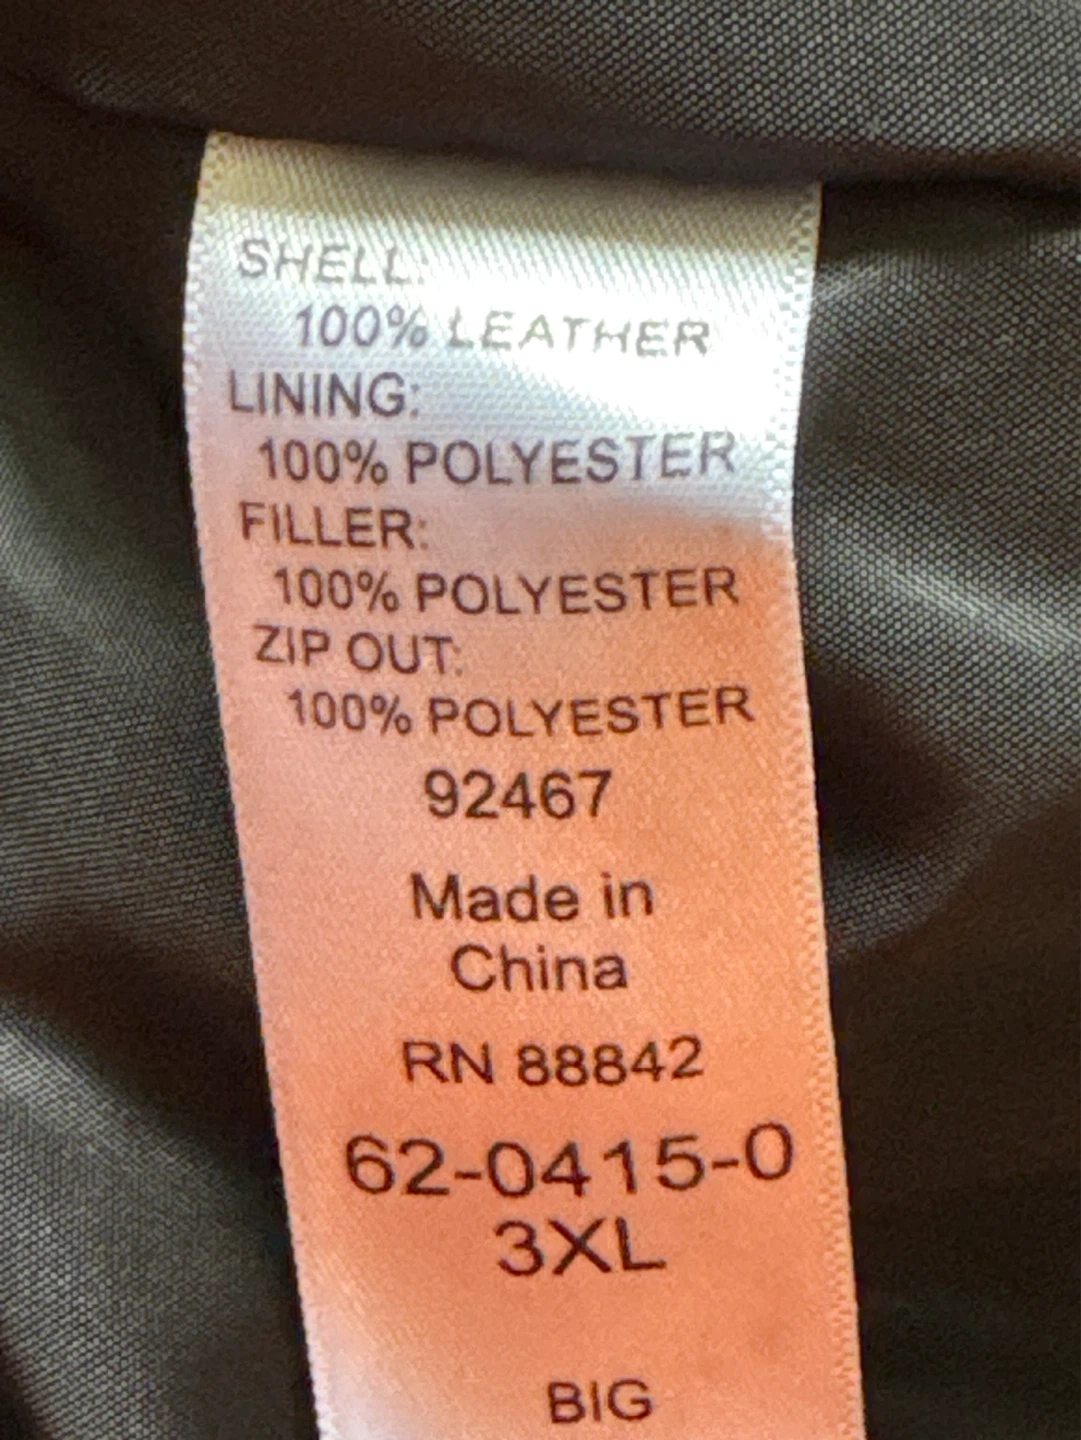 SHELL:
100% LEATHER
LINING:
100% POLYESTER
FILLER:
100% POLYESTER
ZIP OUT:
100% POLYESTER
92467
Made in
China
RN 88842
62-0415-0
3XL
BIG